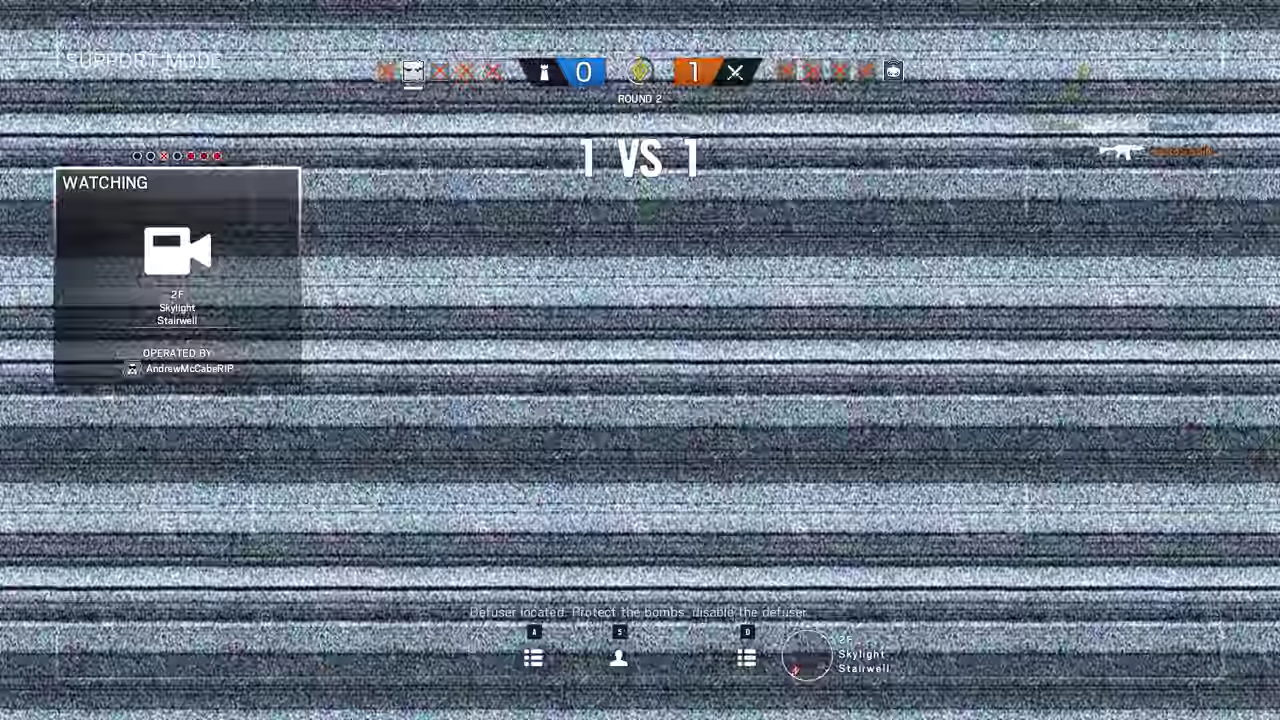 SUPPORT MODE
0
1
ROUND 2
1 VS 1
WATCHING
2F
Skylight
Stairwell
OPERATED BY
AndrewMcCabeRIP
Defuser located. Protect the bombs, disable the defuser
A
S
D
2F
Skylight
Stairwell